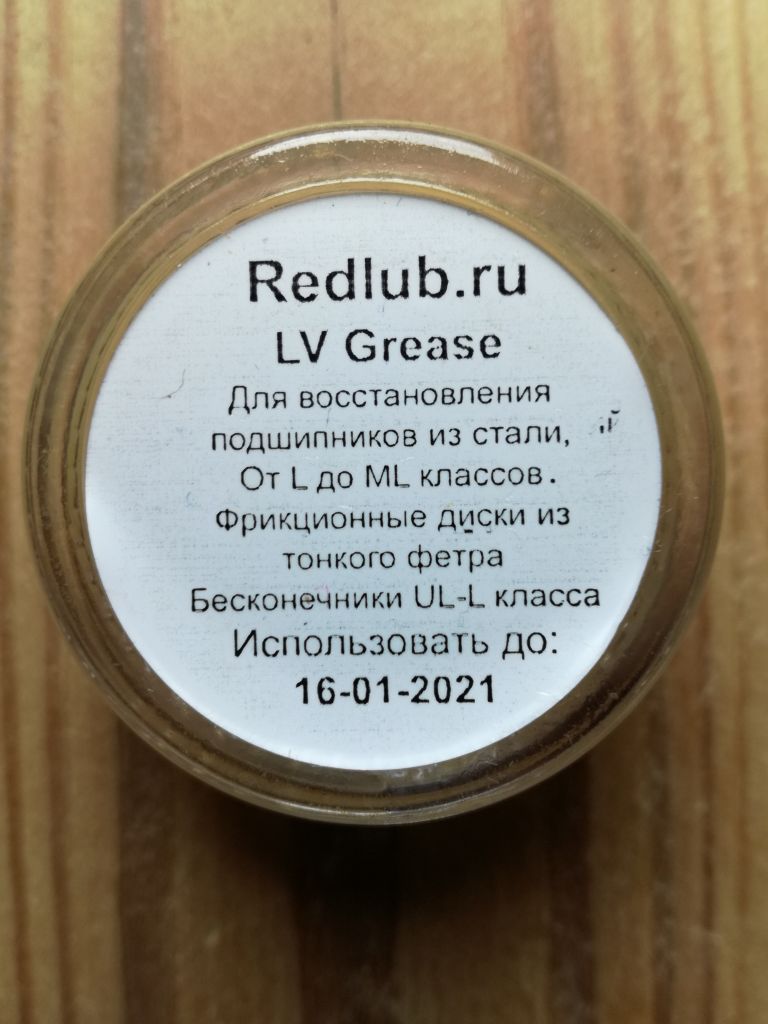 Redlub.ru
LV Grease
Для восстановления
подшипников из стали,
От L до ML классов.
Фрикционные диски из
тонкого фетра
Бесконечники UL-L класса
Использовать до:
16-01-2021